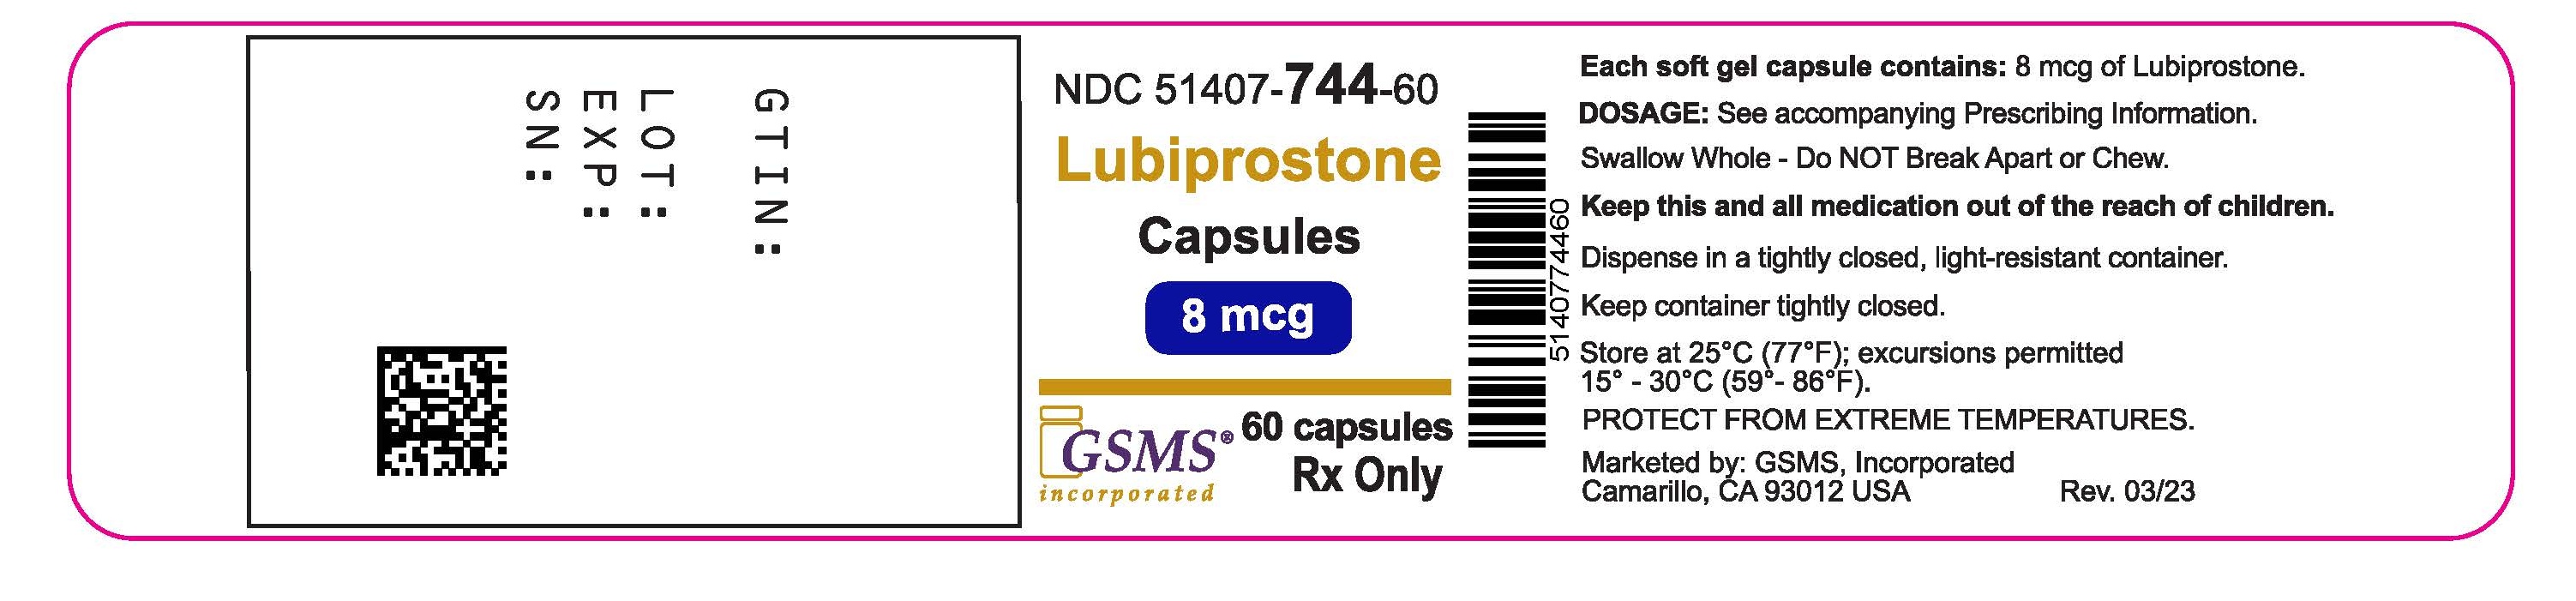 GTIN:
LOT:
EXP:
SN:
NDC 51407-744-60
Lubiprostone
Capsules
8 mcg
GSMS®
incorporated
60 capsules
Rx Only
5140774460
Each soft gel capsule contains: 8 mcg of Lubiprostone.
DOSAGE: See accompanying Prescribing Information.
Swallow Whole - Do NOT Break Apart or Chew.
Keep this and all medication out of the reach of children.
Dispense in a tightly closed, light-resistant container.
Keep container tightly closed.
Store at 25°C (77°F); excursions permitted
15° - 30°C (59°- 86°F).
PROTECT FROM EXTREME TEMPERATURES.
Marketed by: GSMS, Incorporated
Camarillo, CA 93012 USA Rev. 03/23